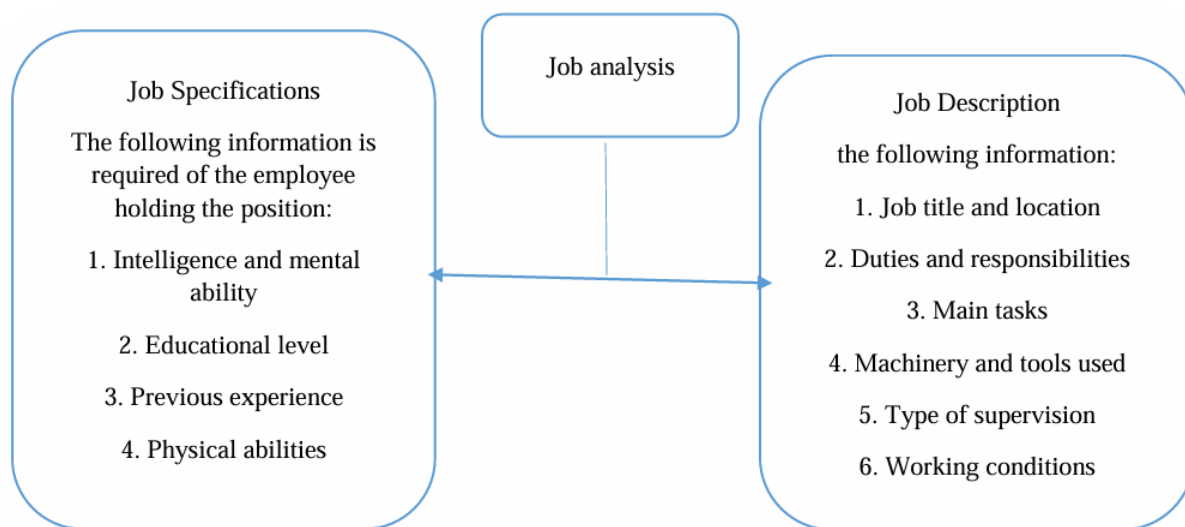 Job analysis
Job Specifications
The following information is
required of the employee
holding the position:
1. Intelligence and mental
ability
2. Educational level
3. Previous experience
4. Physical abilities
Job Description
the following information:
1. Job title and location
2. Duties and responsibilities
3. Main tasks
4. Machinery and tools used
5. Type of supervision
6. Working conditions